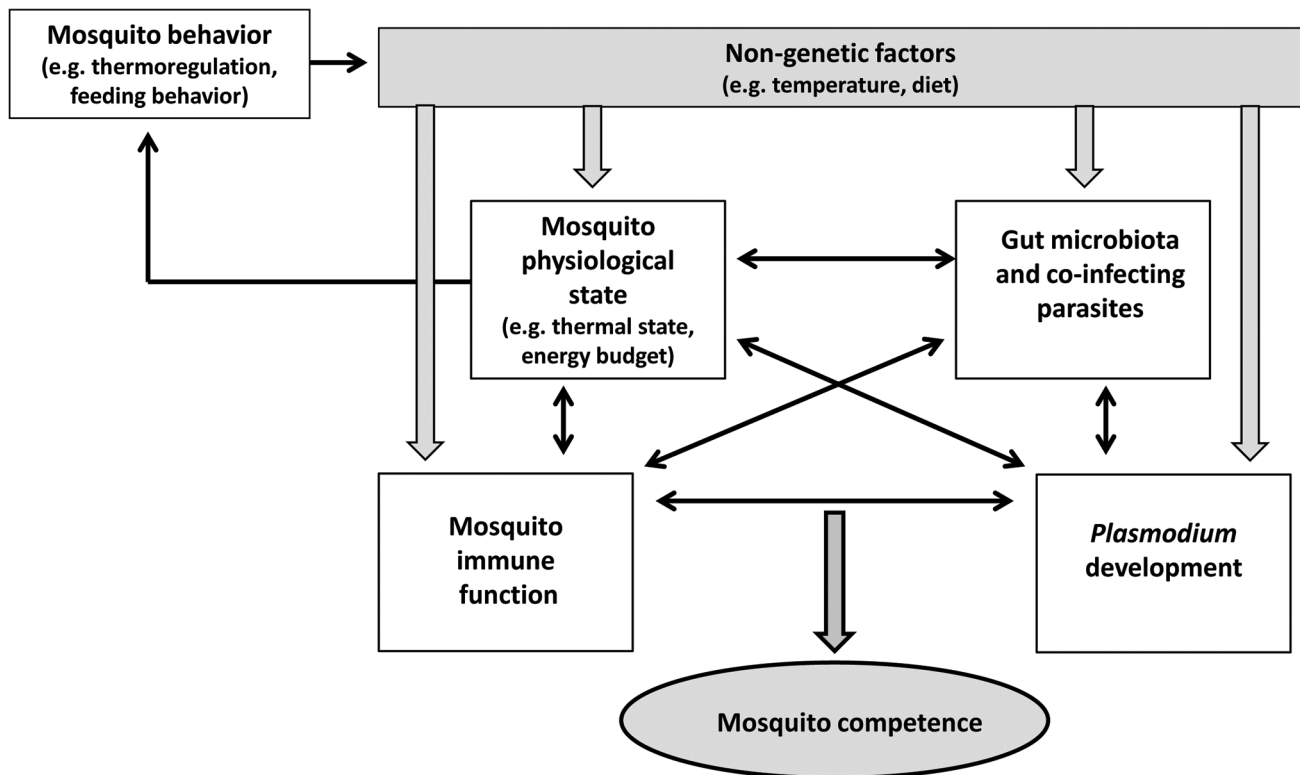 Mosquito behavior
(e.g. thermoregulation,
feeding behavior)
Non-genetic factors
(e.g. temperature, diet)
Mosquito
physiological
state
(e.g. thermal state,
energy budget)
Gut microbiota
and co-infecting
parasites
Mosquito
immune
function
Plasmodium
development
Mosquito competence